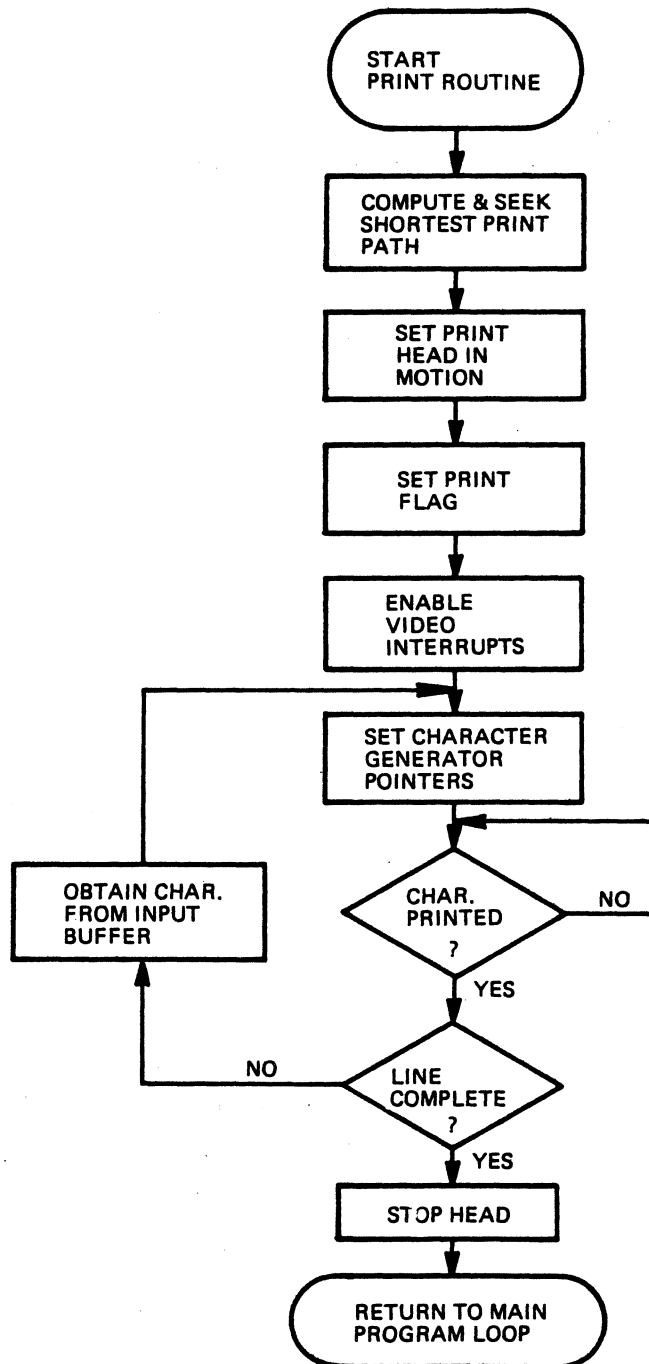 START
PRINT ROUTINE
COMPUTE & SEEK
SHORTEST PRINT
PATH
SET PRINT
HEAD IN
MOTION
SET PRINT
FLAG
ENABLE
VIDEO
INTERRUPTS
SET CHARACTER
GENERATOR
POINTERS
OBTAIN CHAR.
FROM INPUT
BUFFER
CHAR.
PRINTED
?
NO
YES
NO
LINE
COMPLETE
?
YES
STOP HEAD
RETURN TO MAIN
PROGRAM LOOP